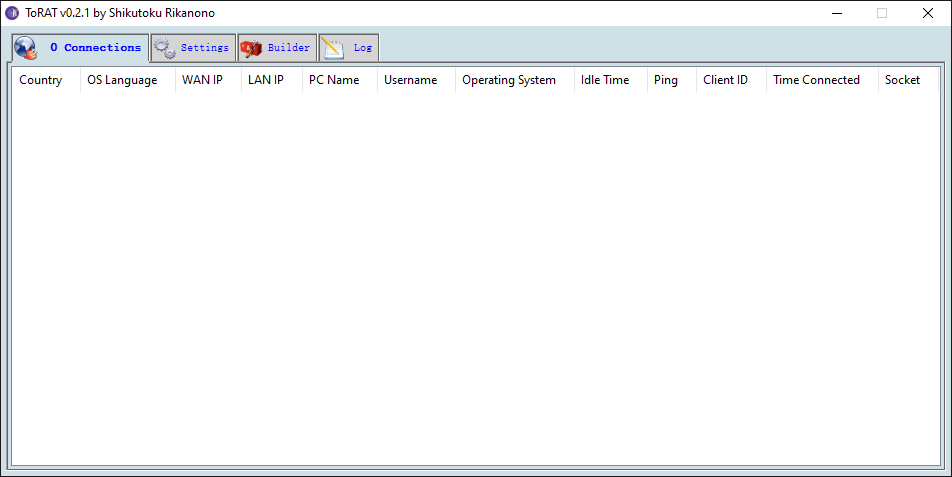 ToRAT v0.2.1 by Shikutoku Rikanono
0 Connections Settings Builder Log
Country OS Language WAN IP LAN IP PC Name Username Operating System Idle Time Ping Client ID Time Connected Socket